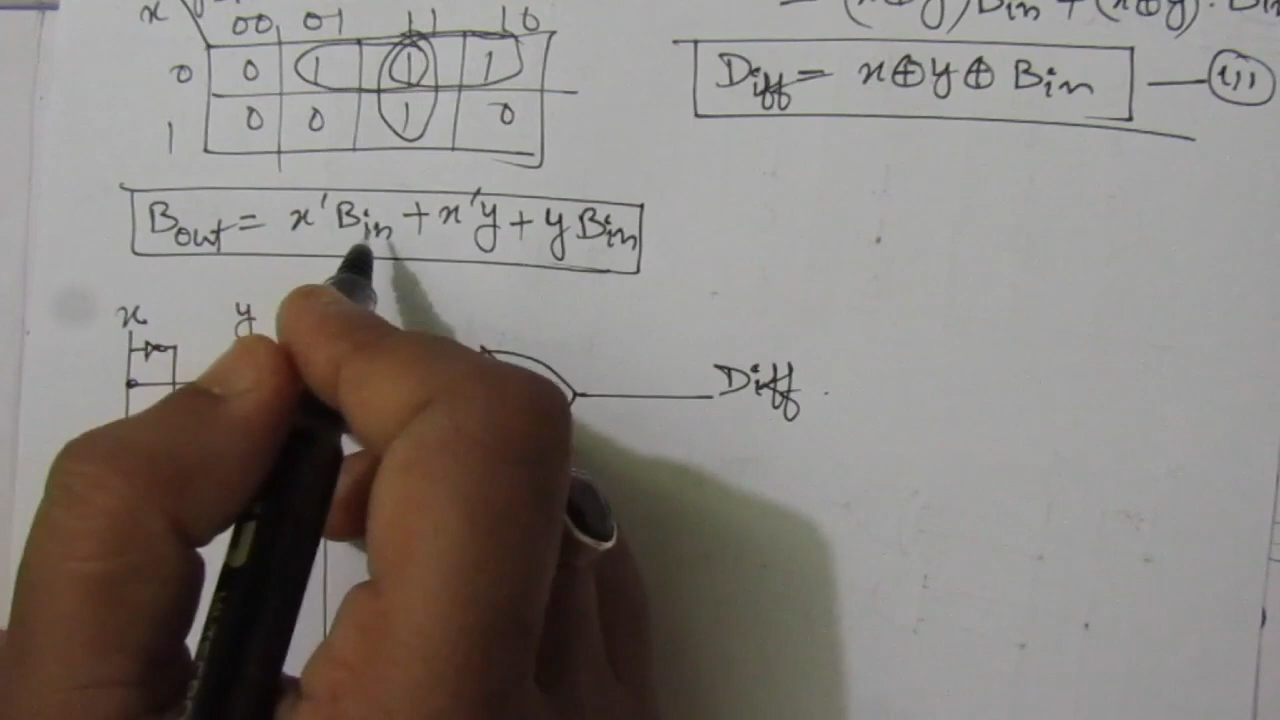 x
00 01 11 10
0 0 1 1 1
1 0 0 1 0
Bout = x'Bin + x'y + yBin
Diff = x⊕y⊕Bin — (iii)
x y
Diff.